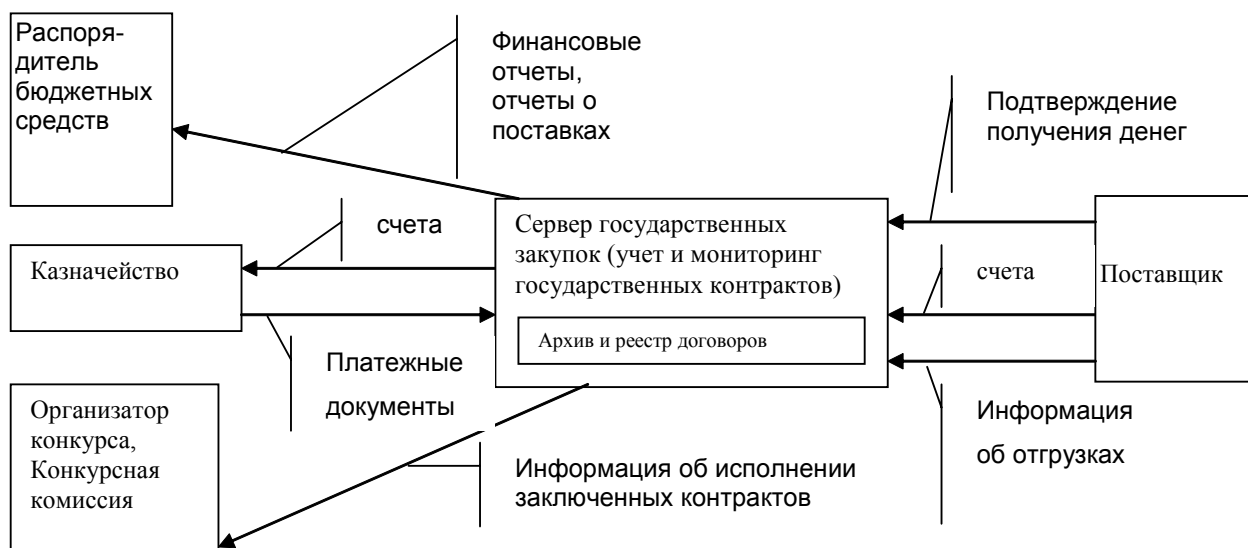 Распоря-
дитель
бюджетных
средств
Финансовые
отчеты,
отчеты о
поставках
Подтверждение
получения денег
счета
Сервер государственных
закупок (учет и мониторинг
государственных контрактов)
Архив и реестр договоров
Казначейство
счета
Поставщик
Платежные
документы
Организатор
конкурса,
Конкурсная
комиссия
Информация об исполнении
заключенных контрактов
Информация
об отгрузках